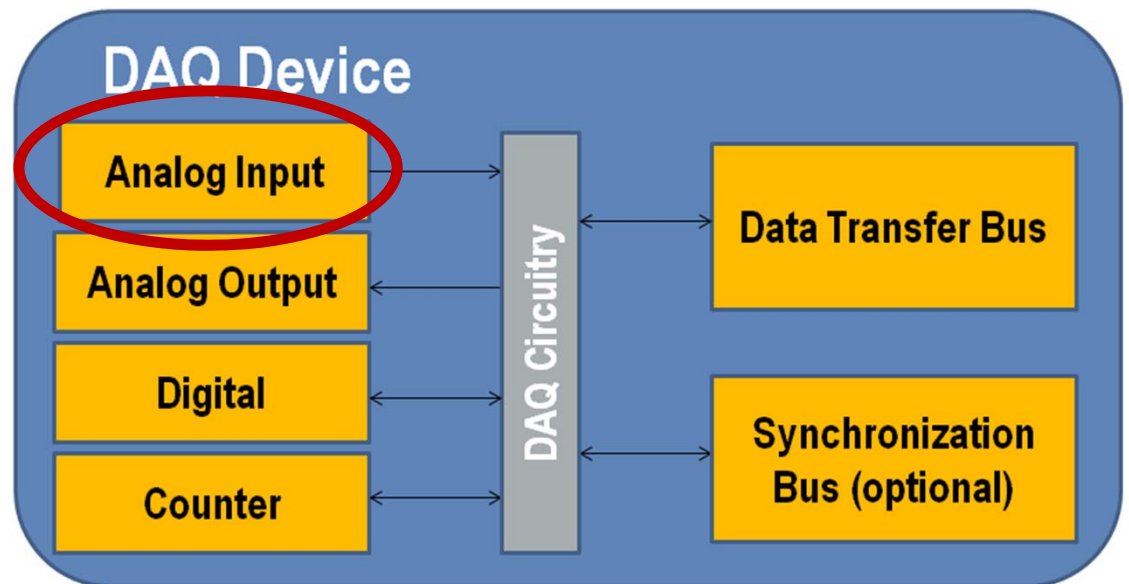 DAQ Device
Analog Input
Analog Output
Digital
Counter
DAQ Circuitry
Data Transfer Bus
Synchronization
Bus (optional)